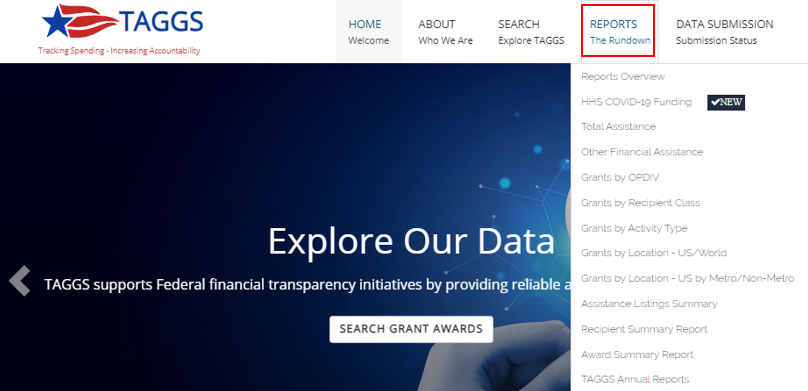 TAGGS
Tracking Spending - Increasing Accountability
HOME
Welcome
ABOUT
Who We Are
SEARCH
Explore TAGGS
REPORTS
The Rundown
DATA SUBMISSION
Submission Status
Reports Overview
HHS COVID-19 Funding NEW
Total Assistance
Other Financial Assistance
Grants by OPDIV
Grants by Recipient Class
Grants by Activity Type
Grants by Location - US/World
Grants by Location - US by Metro/Non-Metro
Assistance Listings Summary
Recipient Summary Report
Award Summary Report
TAGGS Annual Reports
Explore Our Data
TAGGS supports Federal financial transparency initiatives by providing reliable a
SEARCH GRANT AWARDS